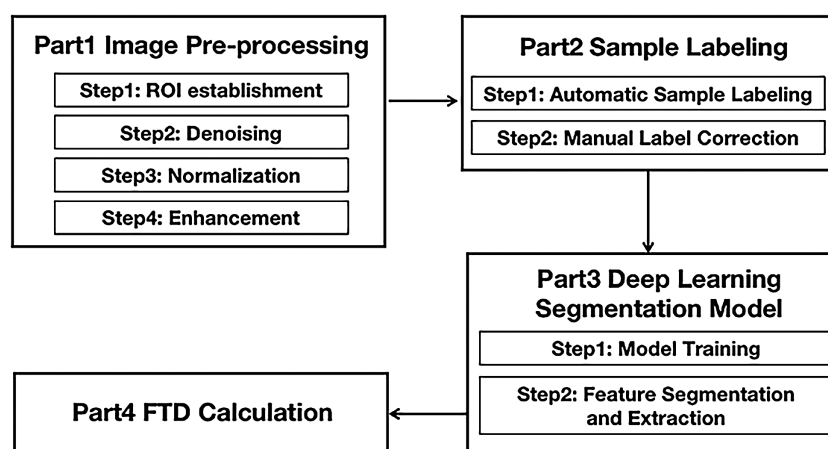 Part1 Image Pre-processing
Step1: ROI establishment
Step2: Denoising
Step3: Normalization
Step4: Enhancement
Part2 Sample Labeling
Step1: Automatic Sample Labeling
Step2: Manual Label Correction
Part3 Deep Learning
Segmentation Model
Step1: Model Training
Step2: Feature Segmentation
and Extraction
Part4 FTD Calculation